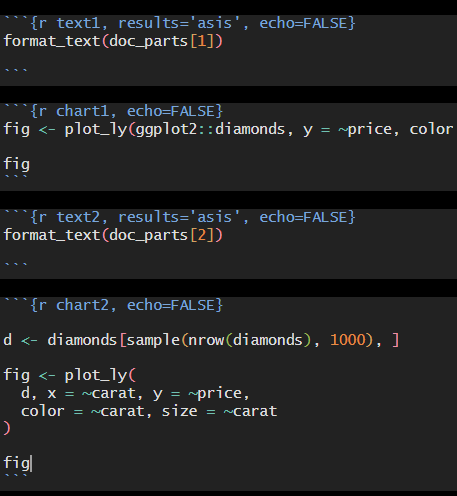 ```{r text1, results='asis', echo=FALSE}
format_text(doc_parts[1])
```
```{r chart1, echo=FALSE}
fig <- plot_ly(ggplot2::diamonds, y = ~price, color
fig
```
```{r text2, results='asis', echo=FALSE}
format_text(doc_parts[2])
```
```{r chart2, echo=FALSE}
d <- diamonds[sample(nrow(diamonds), 1000), ]
fig <- plot_ly(
  d, x = ~carat, y = ~price,
  color = ~carat, size = ~carat
)
fig
```